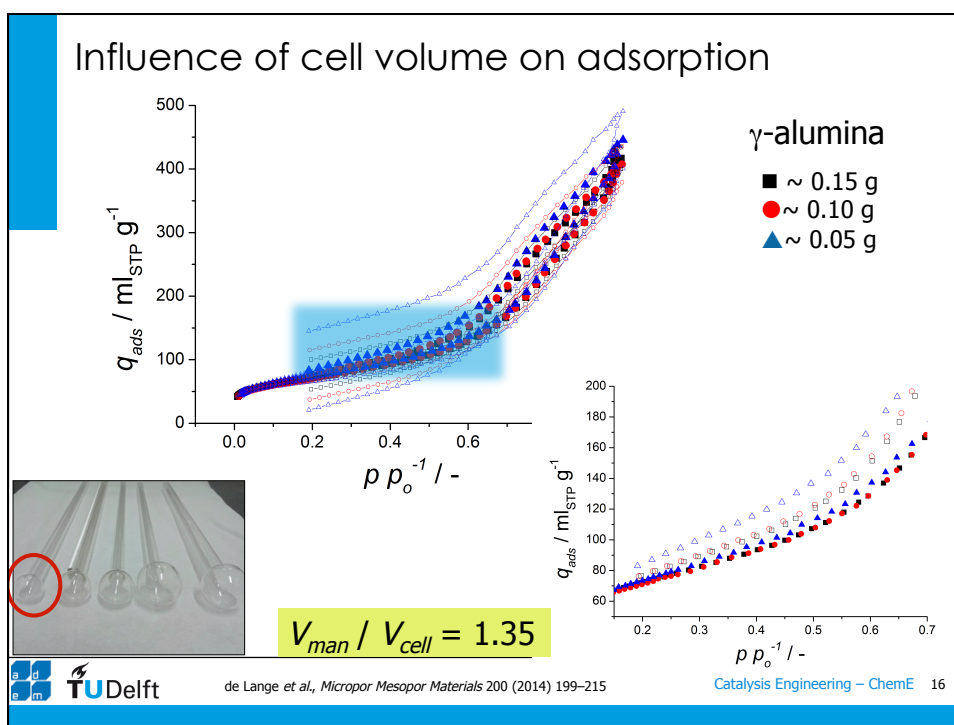 Influence of cell volume on adsorption
500
400
300
200
100
0
q_ads / ml_STP g^-1
0.0 0.2 0.4 0.6
p p_o^-1 / -
γ-alumina
■ ~ 0.15 g
● ~ 0.10 g
▲ ~ 0.05 g
200
180
160
140
120
100
80
60
q_ads / ml_STP g^-1
0.2 0.3 0.4 0.5 0.6 0.7
p p_o^-1 / -
V_man / V_cell = 1.35
a d
e m
TUDelft
de Lange et al., Micropor Mesopor Materials 200 (2014) 199–215
Catalysis Engineering – ChemE 16